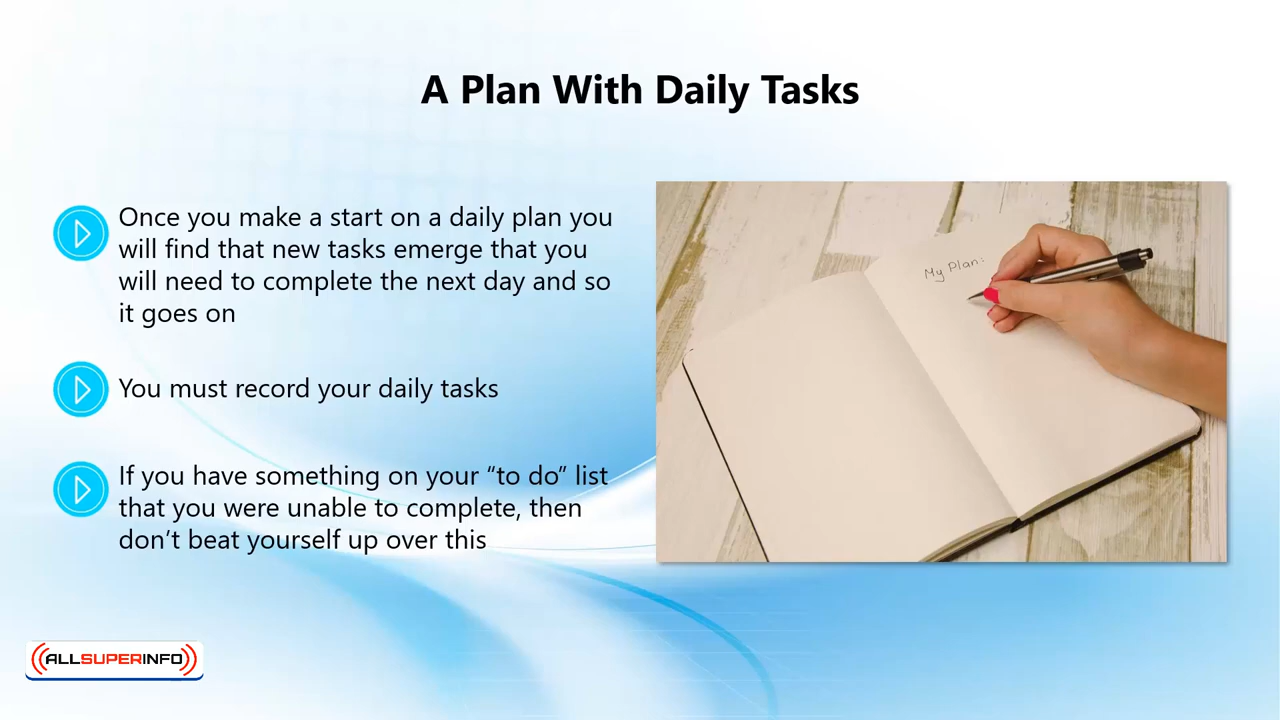 A Plan With Daily Tasks
Once you make a start on a daily plan you
will find that new tasks emerge that you
will need to complete the next day and so
it goes on
You must record your daily tasks
If you have something on your “to do” list
that you were unable to complete, then
don’t beat yourself up over this
My Plan:
ALLSUPERINFO